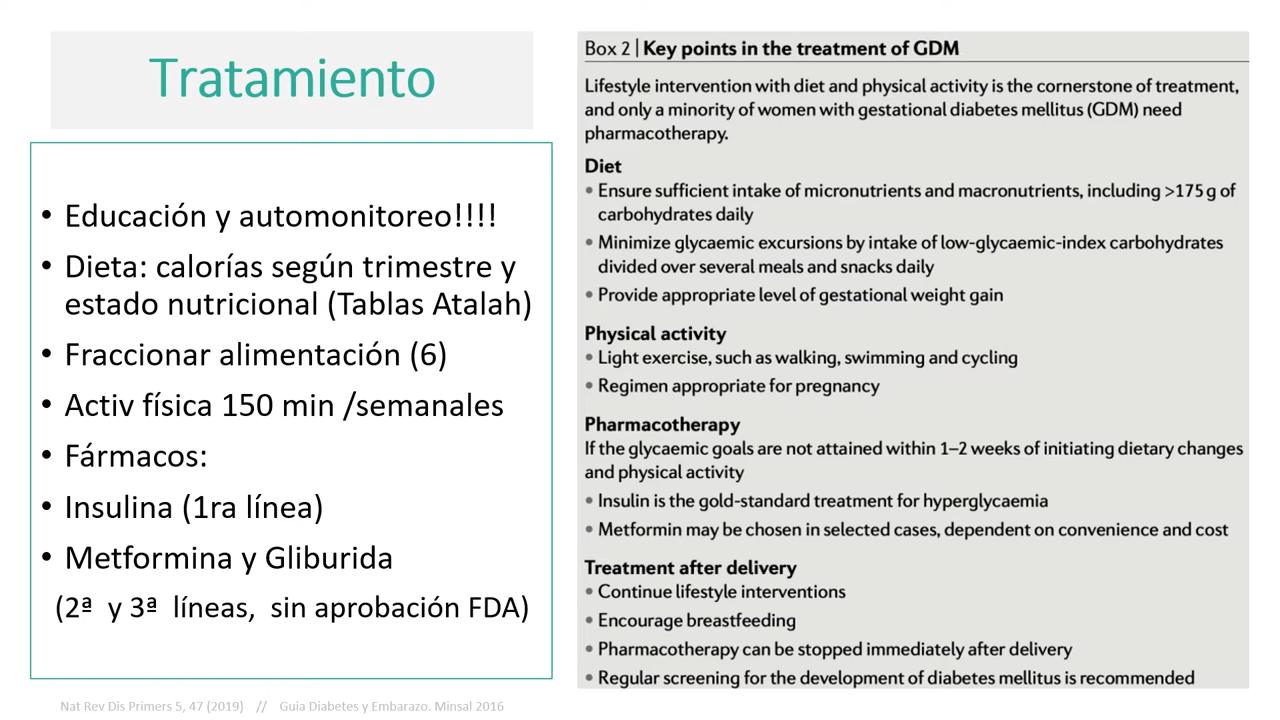 Tratamiento
• Educación y automonitoreo!!!!
• Dieta: calorías según trimestre y
estado nutricional (Tablas Atalah)
• Fraccionar alimentación (6)
• Activ física 150 min /semanales
• Fármacos:
• Insulina (1ra línea)
• Metformina y Gliburida
(2ª y 3ª líneas, sin aprobación FDA)
Box 2 | Key points in the treatment of GDM
Lifestyle intervention with diet and physical activity is the cornerstone of treatment,
and only a minority of women with gestational diabetes mellitus (GDM) need
pharmacotherapy.
Diet
• Ensure sufficient intake of micronutrients and macronutrients, including >175 g of
carbohydrates daily
• Minimize glycaemic excursions by intake of low-glycaemic-index carbohydrates
divided over several meals and snacks daily
• Provide appropriate level of gestational weight gain
Physical activity
• Light exercise, such as walking, swimming and cycling
• Regimen appropriate for pregnancy
Pharmacotherapy
If the glycaemic goals are not attained within 1–2 weeks of initiating dietary changes
and physical activity
• Insulin is the gold-standard treatment for hyperglycaemia
• Metformin may be chosen in selected cases, dependent on convenience and cost
Treatment after delivery
• Continue lifestyle interventions
• Encourage breastfeeding
• Pharmacotherapy can be stopped immediately after delivery
• Regular screening for the development of diabetes mellitus is recommended
Nat Rev Dis Primers 5, 47 (2019) // Guia Diabetes y Embarazo. Minsal 2016